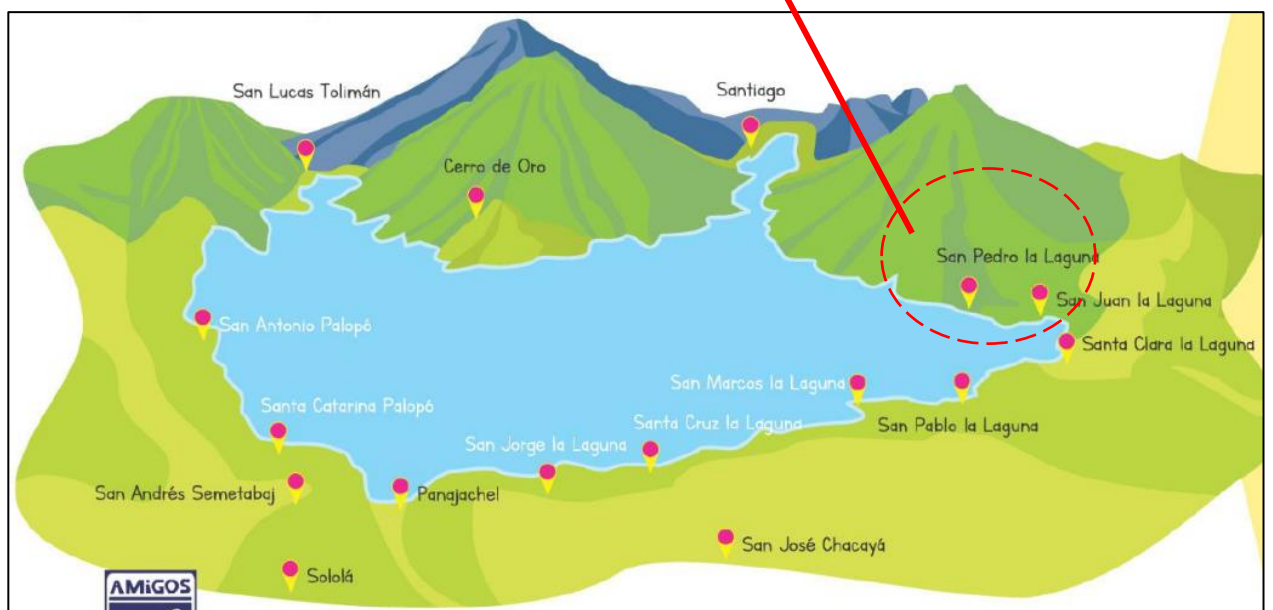 San Lucas Tolimán
Santiago
Cerro de Oro
San Pedro la Laguna
San Juan la Laguna
San Antonio Palopó
Santa Clara la Laguna
San Marcos la Laguna
Santa Catarina Palopó
Santa Cruz la Laguna
San Pablo la Laguna
San Jorge la Laguna
San Andrés Semetabaj
Panajachel
San José Chacayá
Sololá
AMiGOS